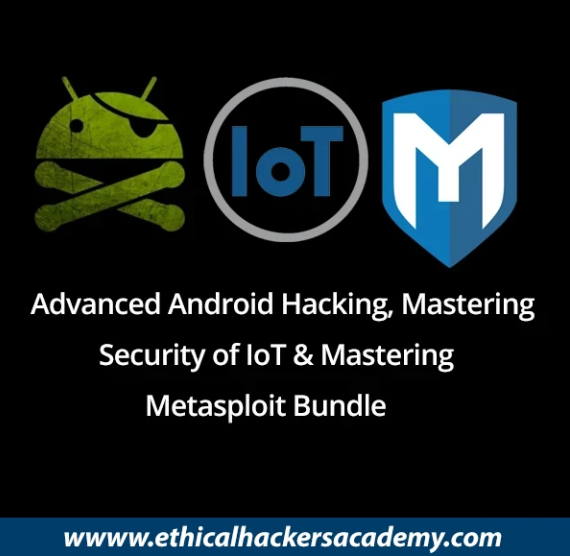 IoT
M
Advanced Android Hacking, Mastering
Security of IoT & Mastering
Metasploit Bundle
www.ethicalhackersacademy.com